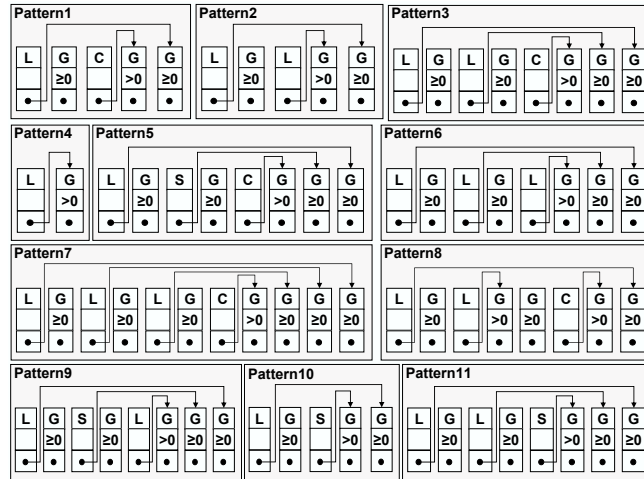 Pattern1
L G C G G
≥0 >0 ≥0
Pattern2
L G L G G
≥0 >0 ≥0
Pattern3
L G L G C G G G
≥0 ≥0 >0 ≥0 ≥0
Pattern4
L G
>0
Pattern5
L G S G C G G G
≥0 ≥0 >0 ≥0 ≥0
Pattern6
L G L G L G G G
≥0 ≥0 >0 ≥0 ≥0
Pattern7
L G L G L G C G G G G
≥0 ≥0 ≥0 >0 ≥0 ≥0 ≥0
Pattern8
L G L G G C G G
≥0 >0 ≥0 >0 ≥0
Pattern9
L G S G L G G G
≥0 ≥0 >0 ≥0 ≥0
Pattern10
L G S G G
≥0 >0 ≥0
Pattern11
L G L G S G G G
≥0 ≥0 >0 ≥0 ≥0